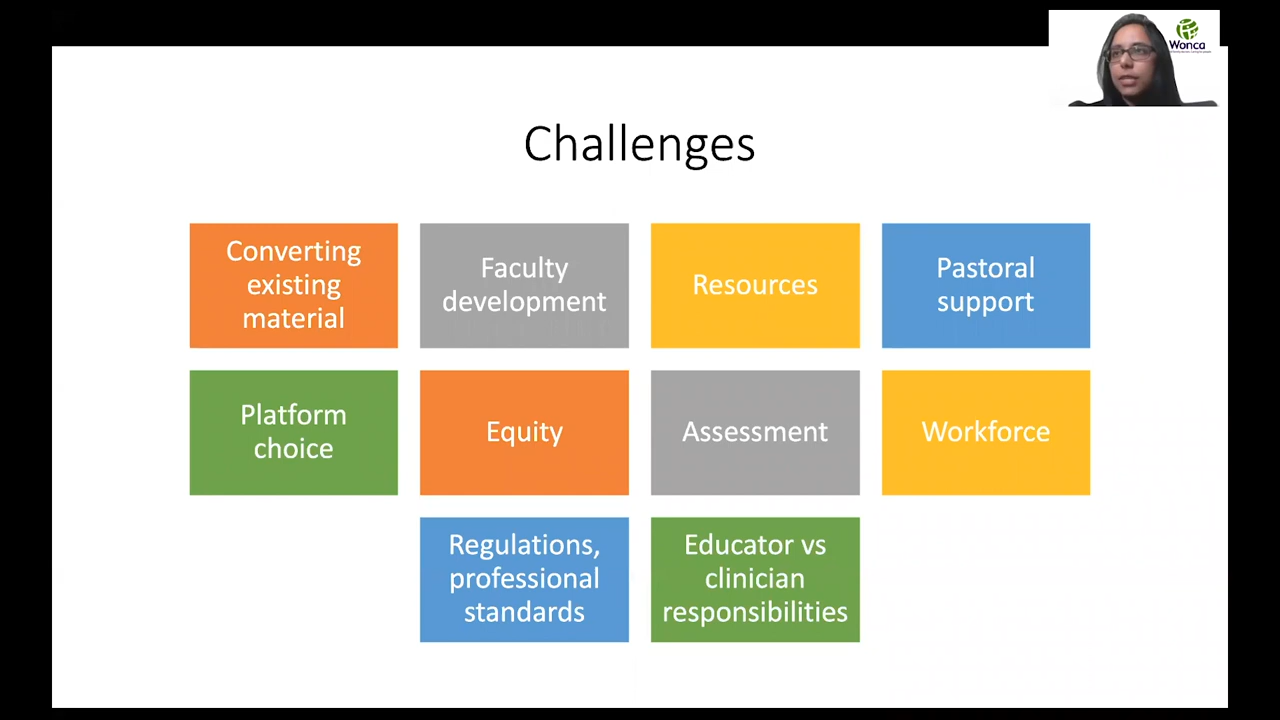 Wonca
Challenges
Converting
existing
material
Faculty
development
Resources
Pastoral
support
Platform
choice
Equity
Assessment
Workforce
Regulations,
professional
standards
Educator vs
clinician
responsibilities